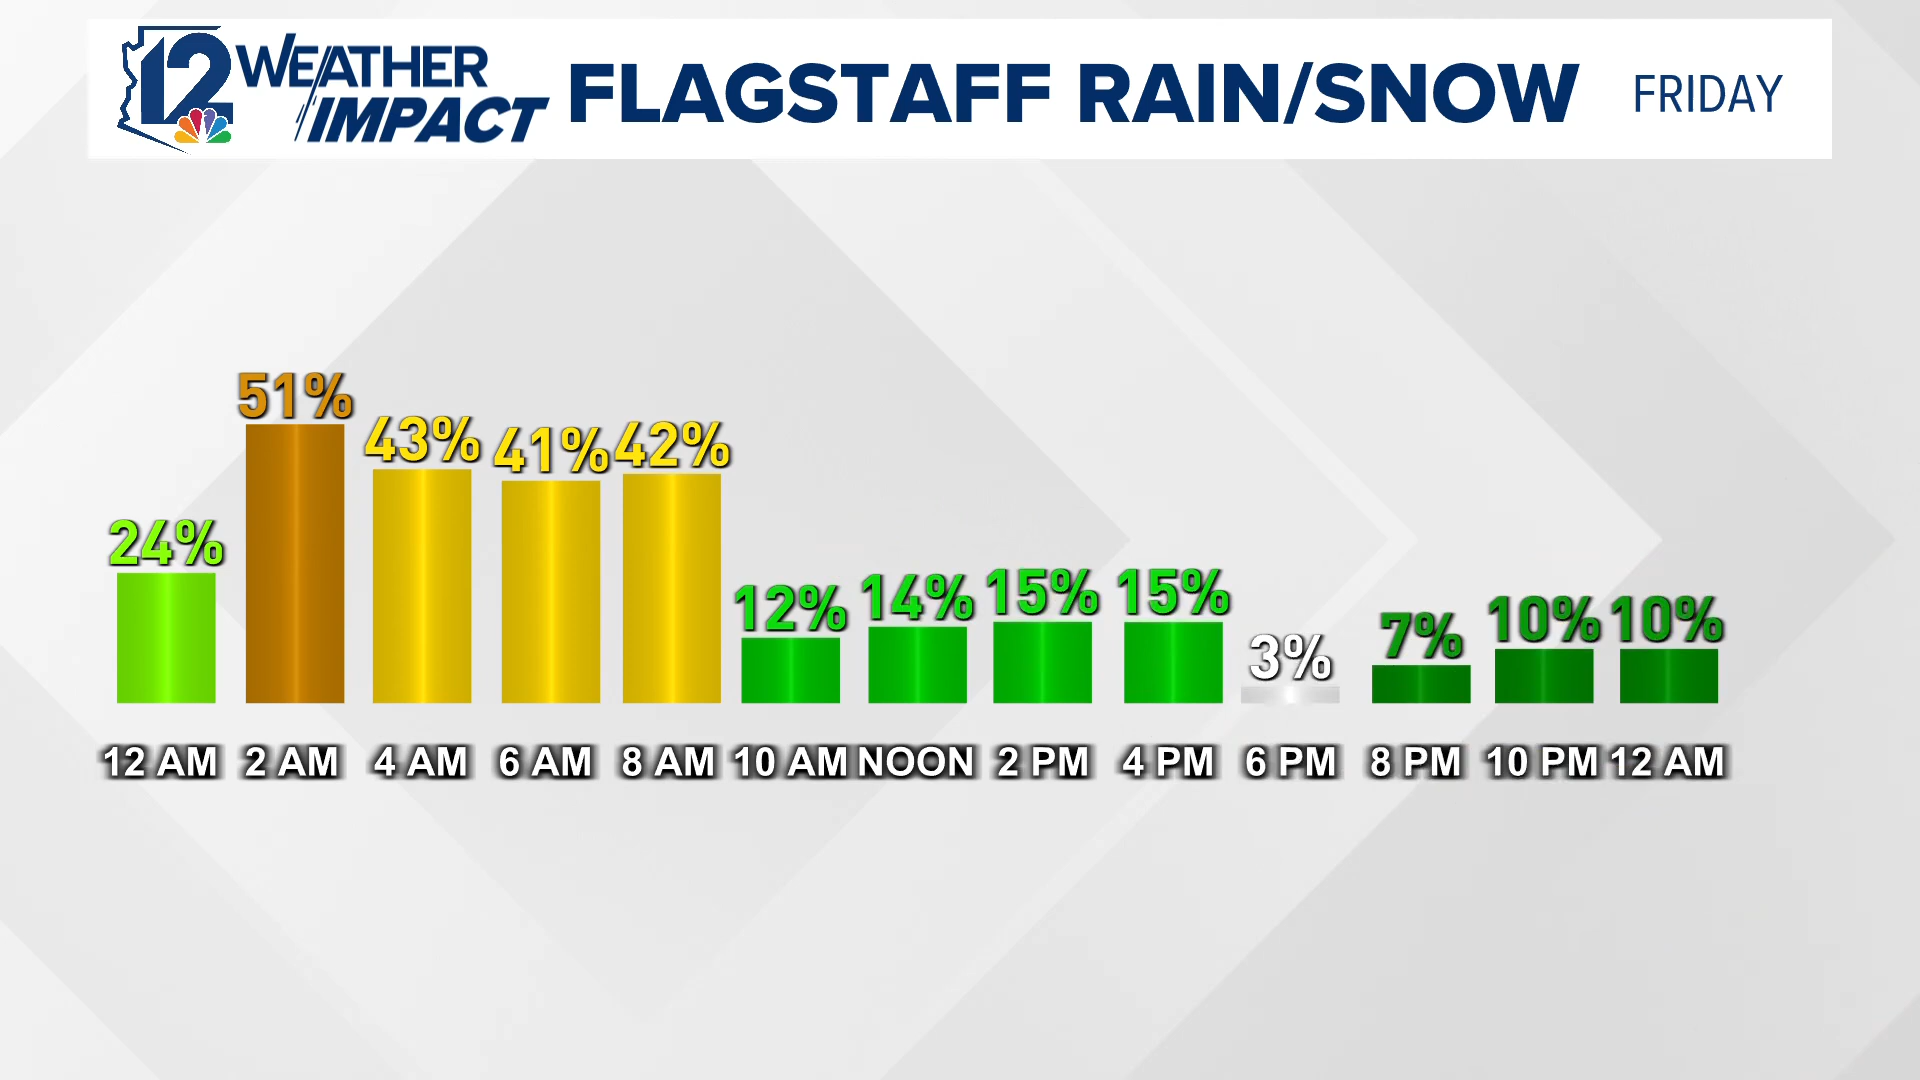 12 WEATHER IMPACT FLAGSTAFF RAIN/SNOW FRIDAY
24% 51% 43% 41% 42% 12% 14% 15% 15% 3% 7% 10% 10%
12 AM 2 AM 4 AM 6 AM 8 AM 10 AM NOON 2 PM 4 PM 6 PM 8 PM 10 PM 12 AM